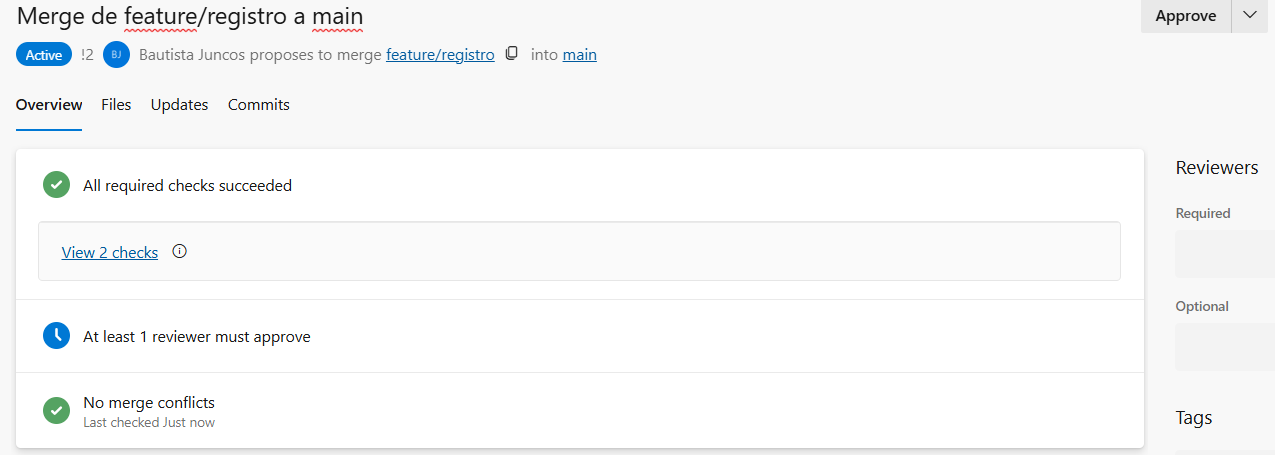 Merge de feature/registro a main
Approve
Active !2 BJ Bautista Juncos proposes to merge feature/registro into main
Overview Files Updates Commits
All required checks succeeded
View 2 checks
At least 1 reviewer must approve
No merge conflicts
Last checked Just now
Reviewers
Required
Optional
Tags